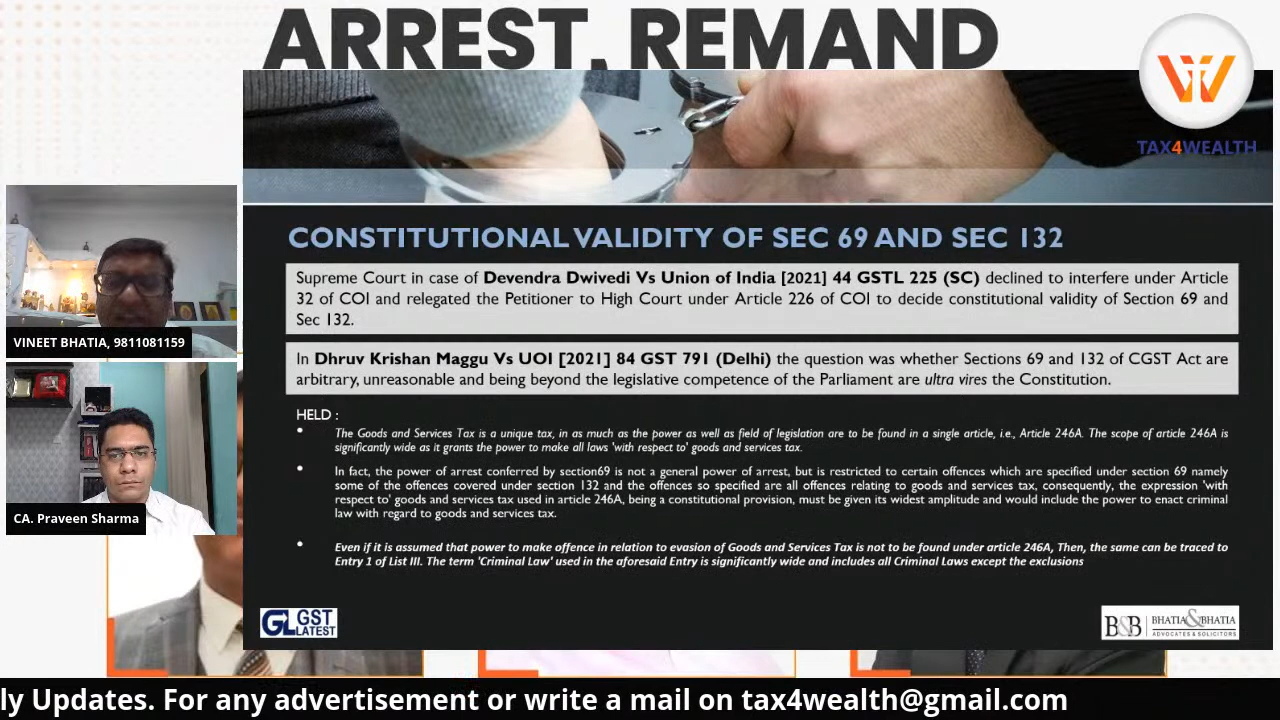 ARREST, REMAND
TAX4WEALTH
CONSTITUTIONAL VALIDITY OF SEC 69 AND SEC 132
Supreme Court in case of Devendra Dwivedi Vs Union of India [2021] 44 GSTL 225 (SC) declined to interfere under Article
32 of COI and relegated the Petitioner to High Court under Article 226 of COI to decide constitutional validity of Section 69 and
Sec 132.
In Dhruv Krishan Maggu Vs UOI [2021] 84 GST 791 (Delhi) the question was whether Sections 69 and 132 of CGST Act are
arbitrary, unreasonable and being beyond the legislative competence of the Parliament are ultra vires the Constitution.
HELD :
• The Goods and Services Tax is a unique tax, in as much as the power as well as field of legislation are to be found in a single article, i.e., Article 246A. The scope of article 246A is
significantly wide as it grants the power to make all laws 'with respect to' goods and services tax.
• In fact, the power of arrest conferred by section69 is not a general power of arrest, but is restricted to certain offences which are specified under section 69 namely
some of the offences covered under section 132 and the offences so specified are all offences relating to goods and services tax, consequently, the expression 'with
respect to' goods and services tax used in article 246A, being a constitutional provision, must be given its widest amplitude and would include the power to enact criminal
law with regard to goods and services tax.
• Even if it is assumed that power to make offence in relation to evasion of Goods and Services Tax is not to be found under article 246A, Then, the same can be traced to
Entry 1 of List III. The term 'Criminal Law' used in the aforesaid Entry is significantly wide and includes all Criminal Laws except the exclusions
VINEET BHATIA, 9811081159
CA. Praveen Sharma
GL GST
LATEST
B&B BHATIA&BHATIA
ADVOCATES & SOLICITORS
ly Updates. For any advertisement or write a mail on tax4wealth@gmail.com